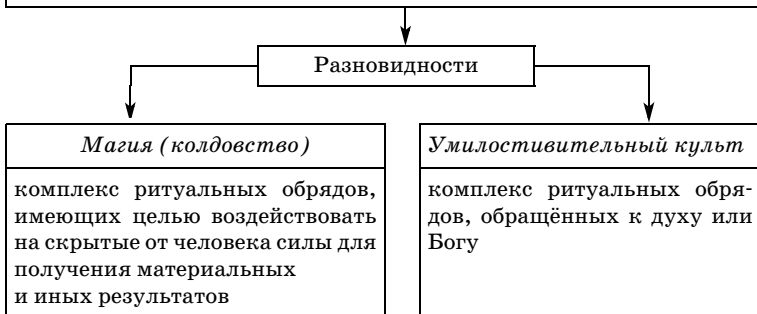 Разновидности
Магия (колдовство)
комплекс ритуальных обрядов,
имеющих целью воздействовать
на скрытые от человека силы для
получения материальных
и иных результатов
Умилостивительный культ
комплекс ритуальных обря-
дов, обращённых к духу или
Богу